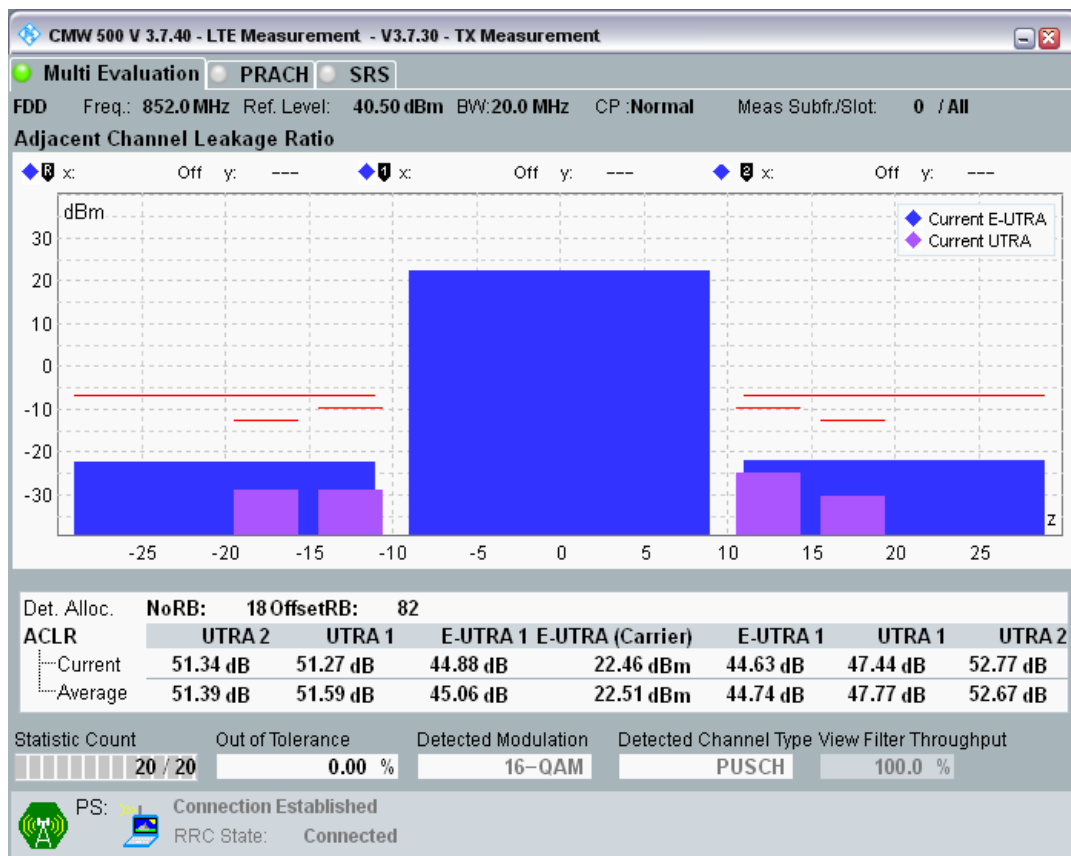 CMW 500 V 3.7.40 - LTE Measurement - V3.7.30 - TX Measurement
Multi Evaluation PRACH SRS
FDD Freq.: 852.0 MHz Ref. Level: 40.50 dBm BW:20.0 MHz CP :Normal Meas Subfr./Slot: 0 / All
Adjacent Channel Leakage Ratio
R x: Off y: --- 1 x: Off y: --- 2 x: Off y: ---
dBm
Current E-UTRA
Current UTRA
30
20
10
0
-10
-20
-30
z
-25 -20 -15 -10 -5 0 5 10 15 20 25
Det. Alloc. NoRB: 18 OffsetRB: 82
ACLR UTRA 2 UTRA 1 E-UTRA 1 E-UTRA (Carrier) E-UTRA 1 UTRA 1 UTRA 2
Current 51.34 dB 51.27 dB 44.88 dB 22.46 dBm 44.63 dB 47.44 dB 52.77 dB
Average 51.39 dB 51.59 dB 45.06 dB 22.51 dBm 44.74 dB 47.77 dB 52.67 dB
Statistic Count Out of Tolerance Detected Modulation Detected Channel Type View Filter Throughput
20 / 20 0.00 % 16-QAM PUSCH 100.0 %
PS: Connection Established
RRC State: Connected